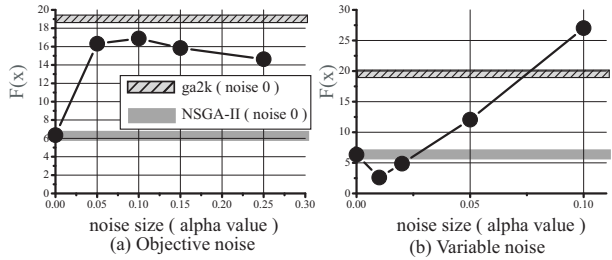 F(x)
20
18
16
14
12
10
8
6
4
2
0
ga2k ( noise 0 )
NSGA-II ( noise 0 )
0.00 0.05 0.10 0.15 0.20 0.25 0.30
noise size ( alpha value )
(a) Objective noise
F(x)
30
25
20
15
10
5
0
0.00 0.05 0.10
noise size ( alpha value )
(b) Variable noise